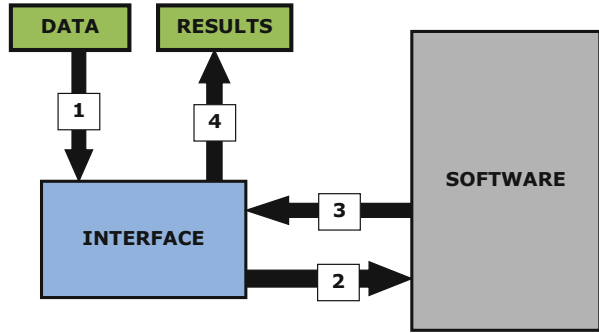 DATA
RESULTS
1
4
SOFTWARE
3
INTERFACE
2